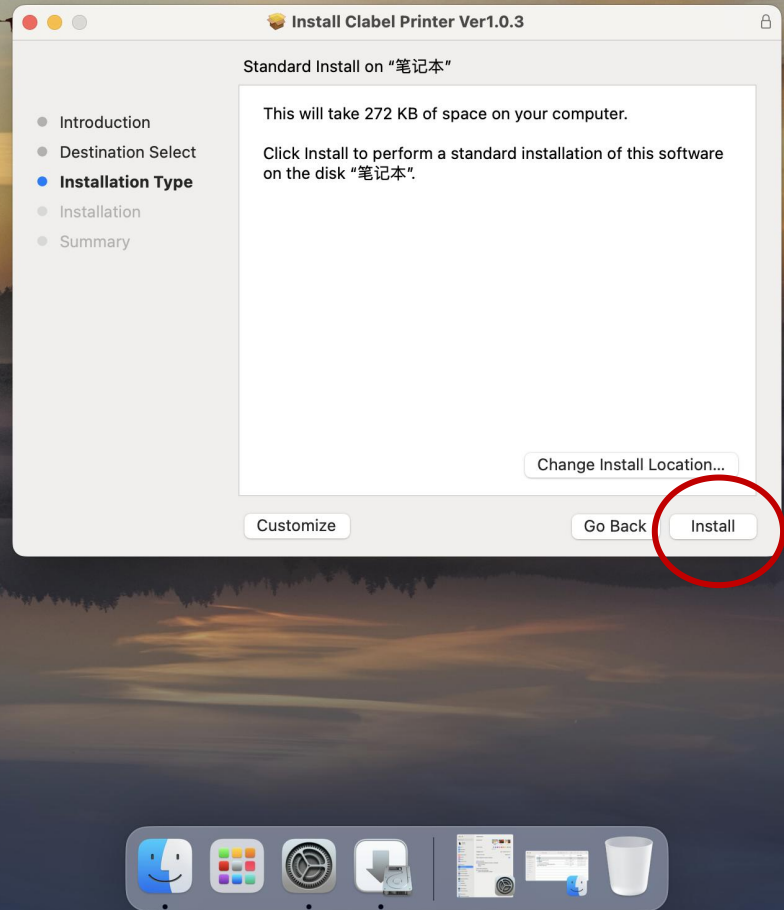 Install Clabel Printer Ver1.0.3
Standard Install on “笔记本”
Introduction
Destination Select
Installation Type
Installation
Summary
This will take 272 KB of space on your computer.
Click Install to perform a standard installation of this software
on the disk “笔记本”.
Change Install Location...
Customize
Go Back
Install